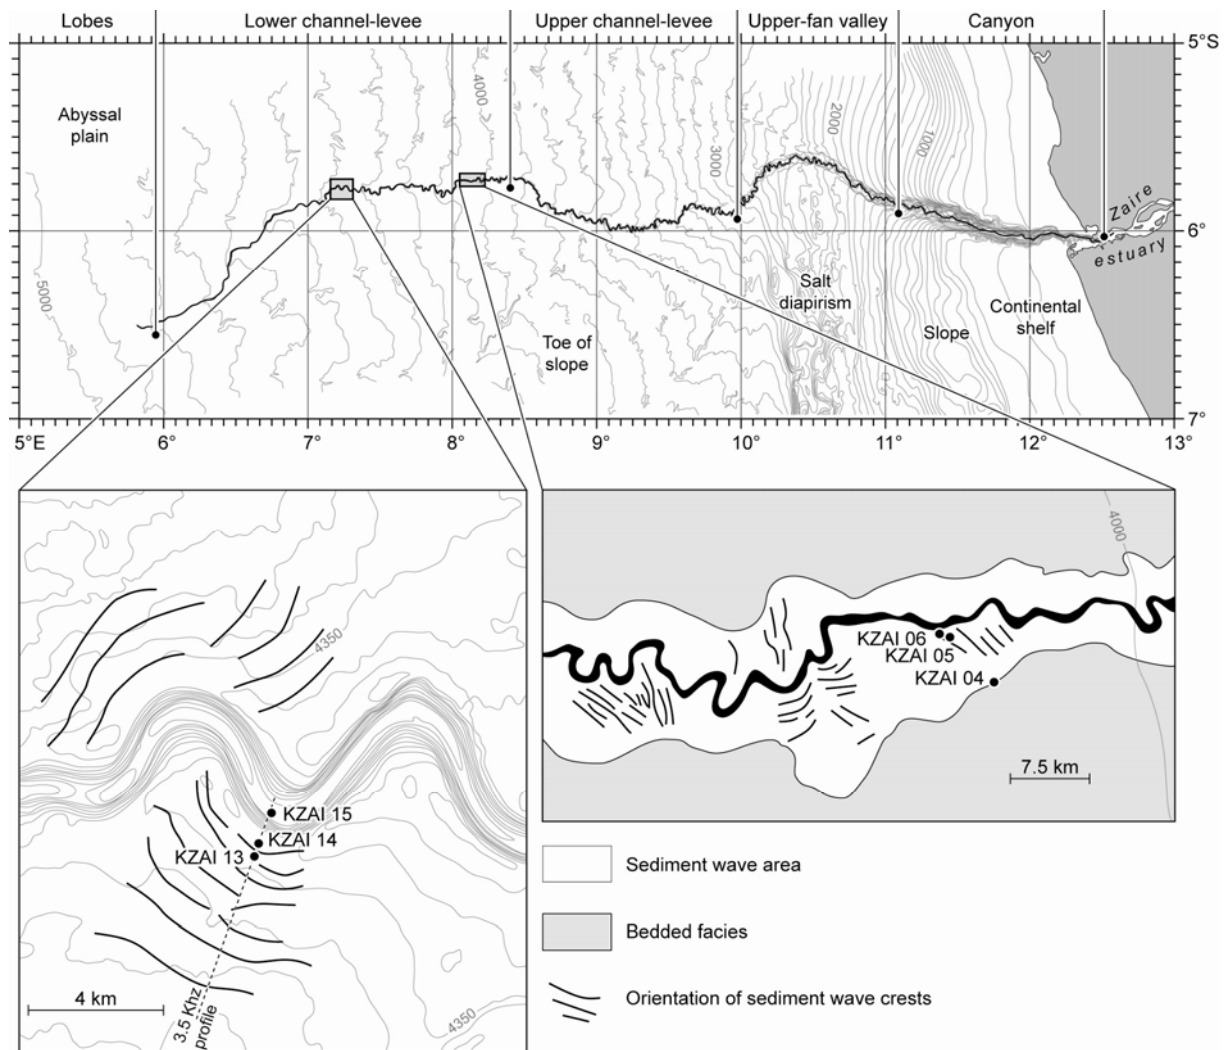 Lobes
Lower channel-levee
Upper channel-levee
Upper-fan valley
Canyon
5°S
Abyssal
plain
4000
2000
1000
3000
Zaire
estuary
6°
5000
Salt
diapirism
Continental
shelf
Slope
Toe of
slope
7°
5°E
6°
7°
8°
9°
10°
11°
12°
13°
4350
KZAI 15
KZAI 14
KZAI 13
4 km
3.5 Khz
profile
4350
4000
KZAI 06
KZAI 05
KZAI 04
7.5 km
Sediment wave area
Bedded facies
Orientation of sediment wave crests